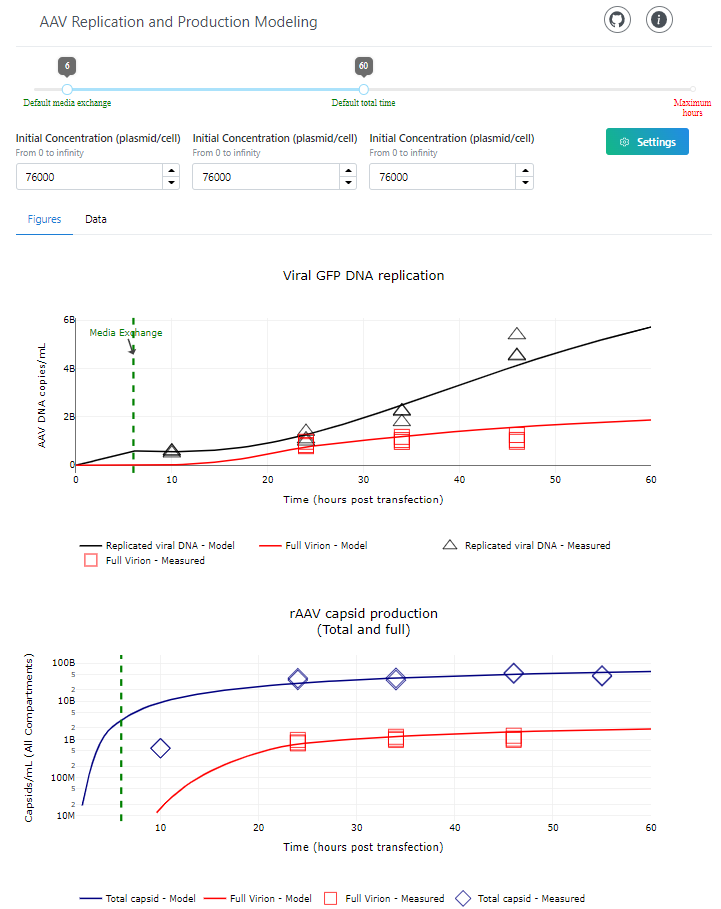 AAV Replication and Production Modeling
6
60
Default media exchange
Default total time
Maximum
hours
Initial Concentration (plasmid/cell)
From 0 to infinity
76000
Initial Concentration (plasmid/cell)
From 0 to infinity
76000
Initial Concentration (plasmid/cell)
From 0 to infinity
76000
Settings
Figures
Data
Viral GFP DNA replication
AAV DNA copies/mL
6B
4B
2B
0
Media Exchange
0
10
20
30
40
50
60
Time (hours post transfection)
Replicated viral DNA - Model
Full Virion - Model
Replicated viral DNA - Measured
Full Virion - Measured
rAAV capsid production
(Total and full)
Capsids/mL (All Compartments)
100B
5
2
10B
5
2
1B
5
2
100M
5
2
10M
10
20
30
40
50
60
Time (hours post transfection)
Total capsid - Model
Full Virion - Model
Full Virion - Measured
Total capsid - Measured